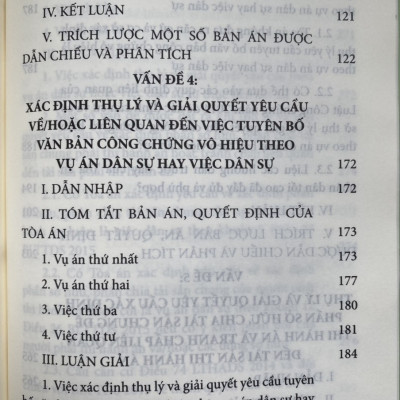 IV. KẾT LUẬN 121
V. TRÍCH LƯỢC MỘT SỐ BẢN ÁN ĐƯỢC
DẪN CHIẾU VÀ PHÂN TÍCH 122
VẤN ĐỀ 4:
XÁC ĐỊNH THỤ LÝ VÀ GIẢI QUYẾT YÊU CẦU
VỀ/HOẶC LIÊN QUAN ĐẾN VIỆC TUYÊN BỐ
VĂN BẢN CÔNG CHỨNG VÔ HIỆU THEO
VỤ ÁN DÂN SỰ HAY VIỆC DÂN SỰ 172
I. DẪN NHẬP 172
II. TÓM TẮT BẢN ÁN, QUYẾT ĐỊNH CỦA
TÒA ÁN 173
1. Vụ án thứ nhất 173
2. Vụ án thứ hai 177
3. Việc thứ ba 180
4. Việc thứ tư 181
III. LUẬN GIẢI 184
1. Việc xác định thụ lý và giải quyết yêu cầu tuyên
án dân sự hay